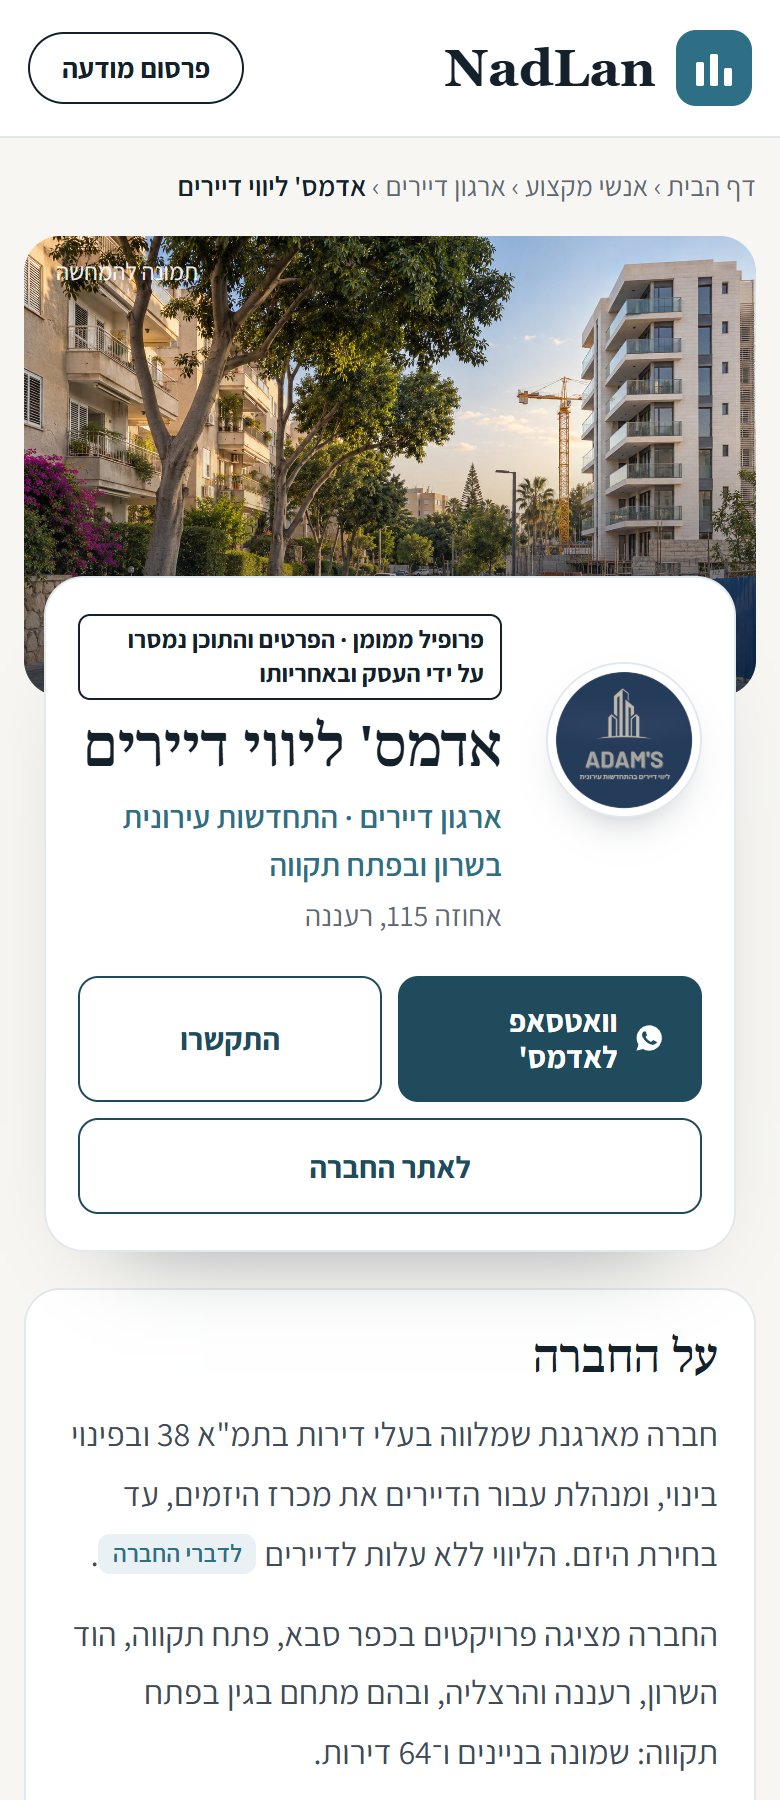 NadLan
פרסום מודעה
דף הבית › אנשי מקצוע › ארגון דיירים › אדמס' ליווי דיירים
תמונה להמחשה
פרופיל ממומן · הפרטים והתוכן נמסרו
על ידי העסק ובאחריותו
ADAM'S
ליווי דיירים בהתחדשות עירונית
אדמס' ליווי דיירים
ארגון דיירים · התחדשות עירונית
בשרון ובפתח תקווה
אחוזה 115, רעננה
וואטסאפ
לאדמס'
התקשרו
לאתר החברה
על החברה
חברה מארגנת שמלווה בעלי דירות בתמ"א 38 ובפינוי
בינוי, ומנהלת עבור הדיירים את מכרז היזמים, עד
בחירת היזם. הליווי ללא עלות לדיירים לדברי החברה.
החברה מציגה פרויקטים בכפר סבא, פתח תקווה, הוד
השרון, רעננה והרצליה, ובהם מתחם בגין בפתח
תקווה: שמונה בניינים ו־64 דירות.